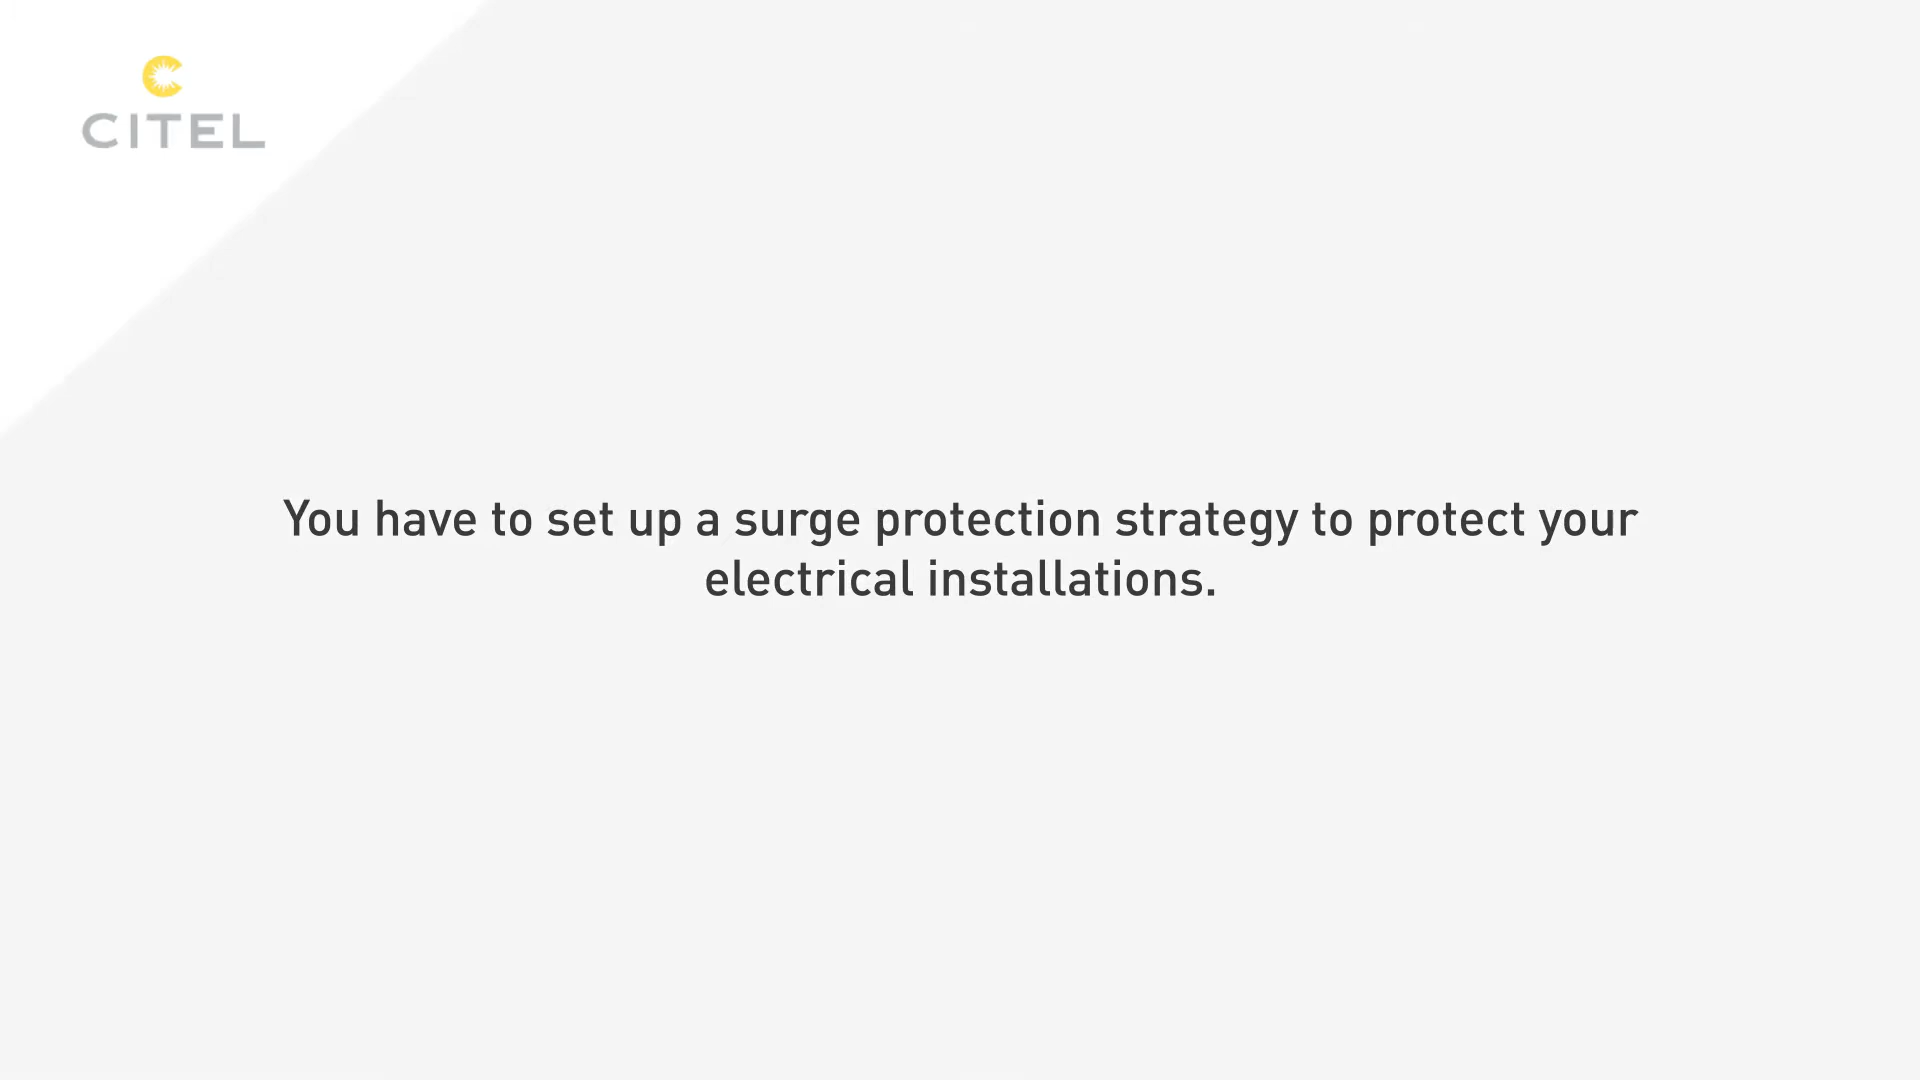 CITEL
You have to set up a surge protection strategy to protect your
electrical installations.